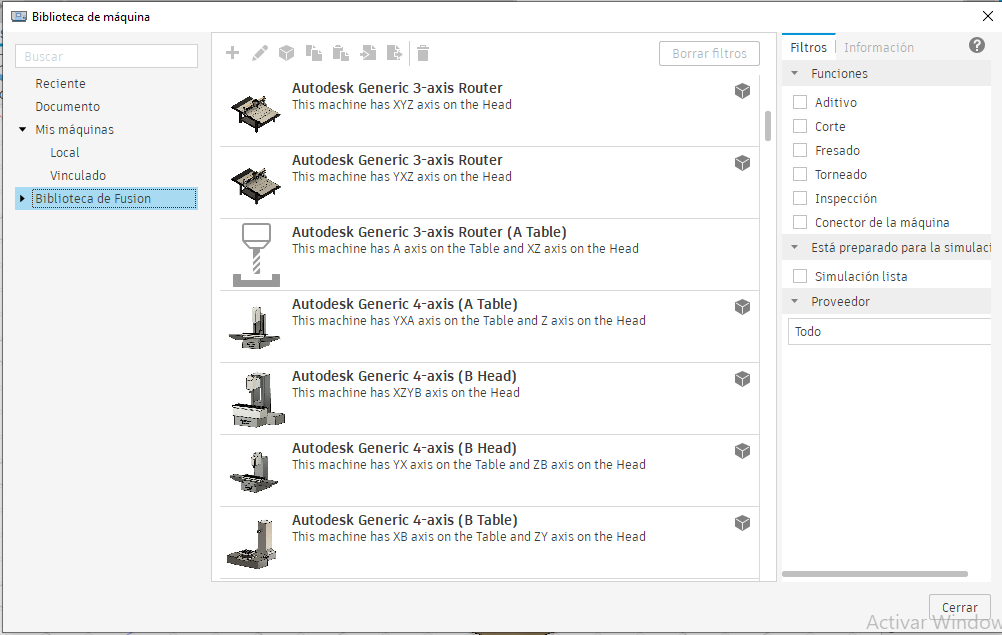 Biblioteca de máquina
Buscar
Reciente
Documento
Mis máquinas
Local
Vinculado
Biblioteca de Fusion
Borrar filtros
Autodesk Generic 3-axis Router
This machine has XYZ axis on the Head
Autodesk Generic 3-axis Router
This machine has YXZ axis on the Head
Autodesk Generic 3-axis Router (A Table)
This machine has A axis on the Table and XZ axis on the Head
Autodesk Generic 4-axis (A Table)
This machine has YXA axis on the Table and Z axis on the Head
Autodesk Generic 4-axis (B Head)
This machine has XZYB axis on the Head
Autodesk Generic 4-axis (B Head)
This machine has YX axis on the Table and ZB axis on the Head
Autodesk Generic 4-axis (B Table)
This machine has XB axis on the Table and ZY axis on the Head
Filtros Información ?
Funciones
Aditivo
Corte
Fresado
Torneado
Inspección
Conector de la máquina
Está preparado para la simulaci
Simulación lista
Proveedor
Todo
Cerrar
Activar Window